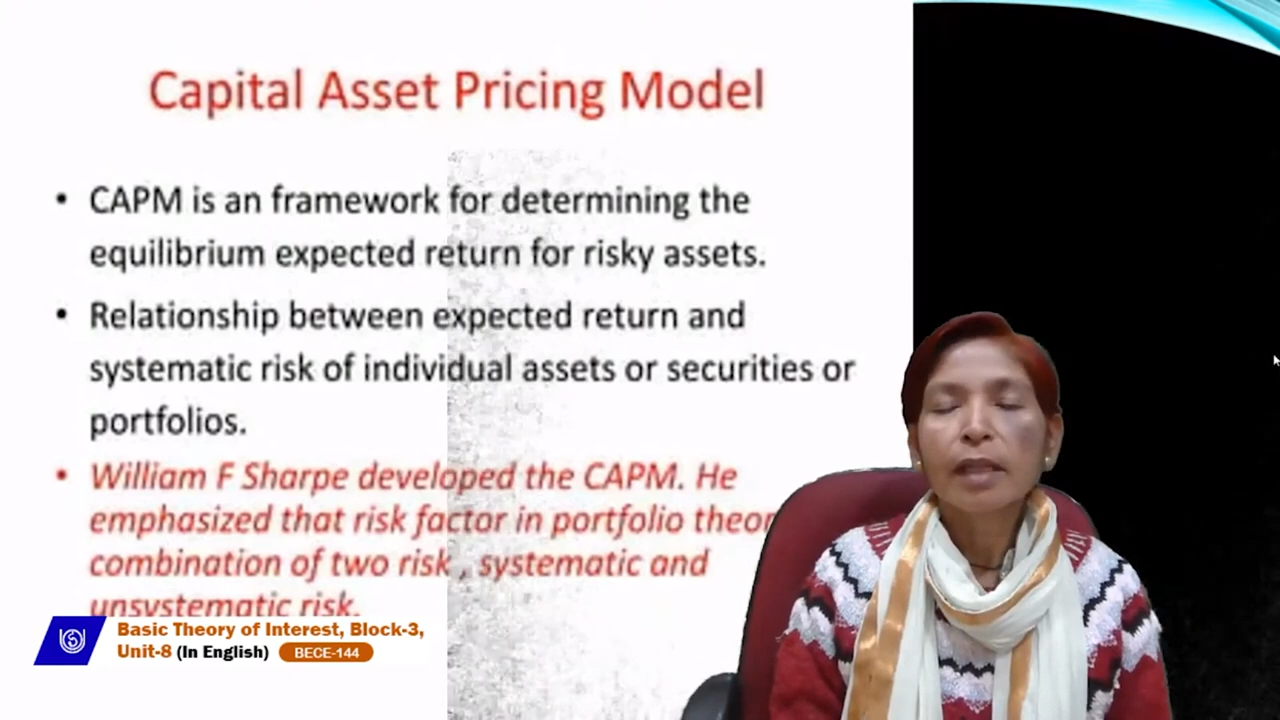 Capital Asset Pricing Model
• CAPM is an framework for determining the
equilibrium expected return for risky assets.
• Relationship between expected return and
systematic risk of individual assets or securities or
portfolios.
• William F Sharpe developed the CAPM. He
emphasized that risk factor in portfolio
combination of two risk , systematic and
unsystematic risk.
Basic Theory of Interest, Block-3,
Unit-8 (In English) BECE-144